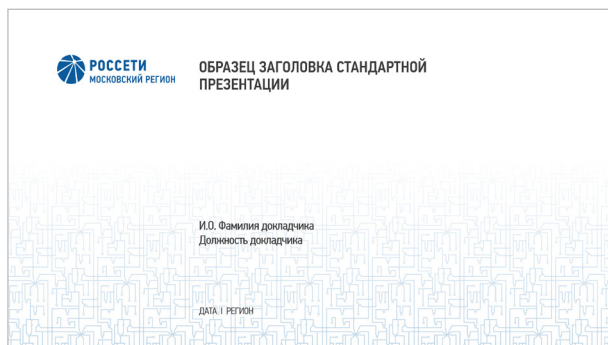 РОССЕТИ
МОСКОВСКИЙ РЕГИОН
ОБРАЗЕЦ ЗАГОЛОВКА СТАНДАРТНОЙ
ПРЕЗЕНТАЦИИ
И.О. Фамилия докладчика
Должность докладчика
ДАТА | РЕГИОН